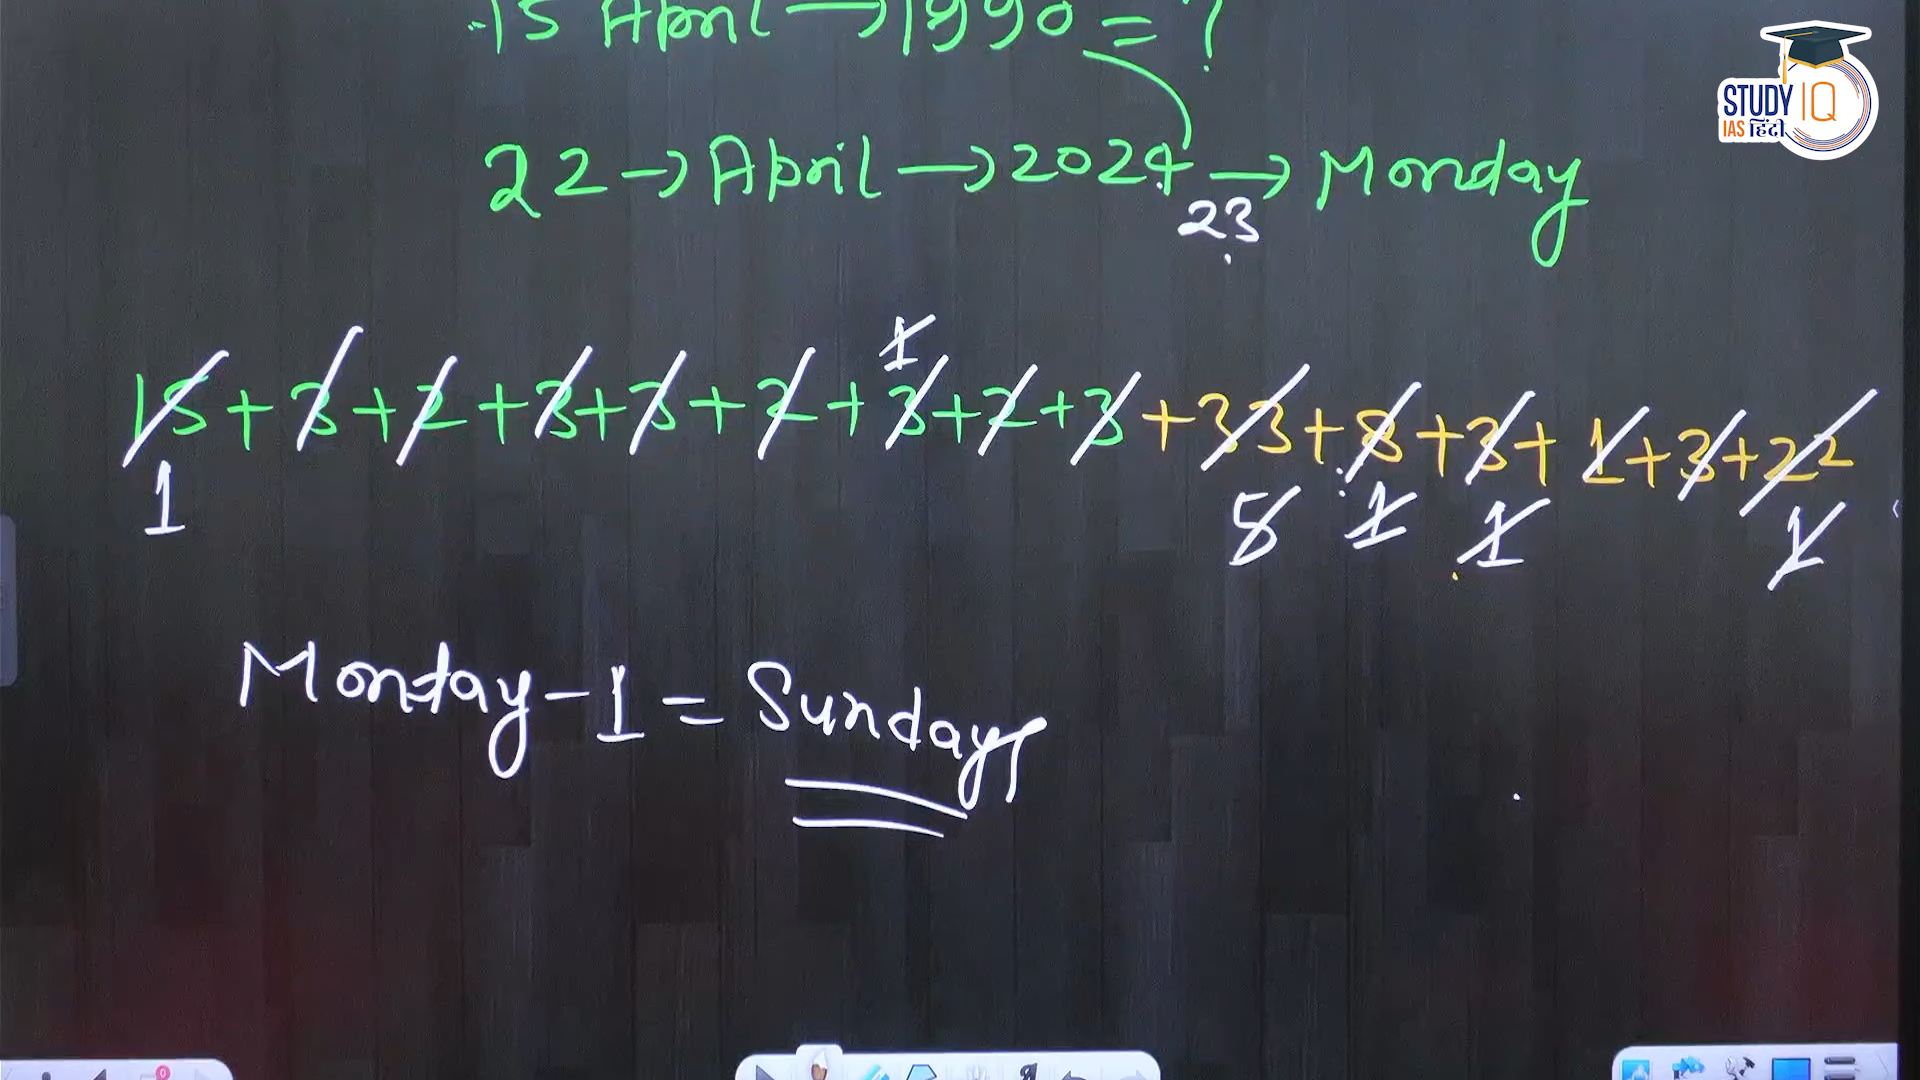 15 April → 1990 = ?
STUDY IQ
IAS हिंदी
22 → April → 2024 → Monday
23
1
15 + 3 + 2 + 3 + 3 + 2 + 3 + 2 + 3 + 33 + 8 + 3 + 1 + 3 + 22
1 5 1 1 1
Monday - 1 = Sunday
0